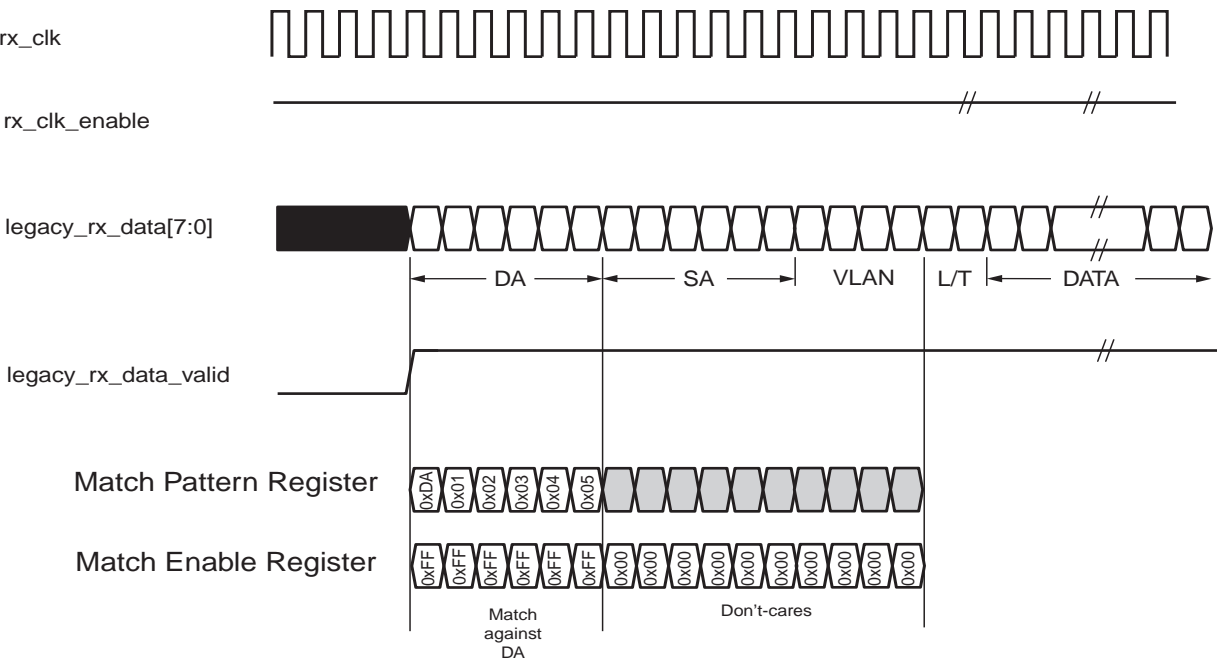 rx_clk
rx_clk_enable
legacy_rx_data[7:0]
DA SA VLAN L/T DATA
legacy_rx_data_valid
Match Pattern Register 0xDA 0x01 0x02 0x03 0x04 0x05
Match Enable Register 0xFF 0xFF 0xFF 0xFF 0xFF 0xFF 0x00 0x00 0x00 0x00 0x00 0x00 0x00 0x00 0x00 0x00
Match
against
DA
Don't-cares